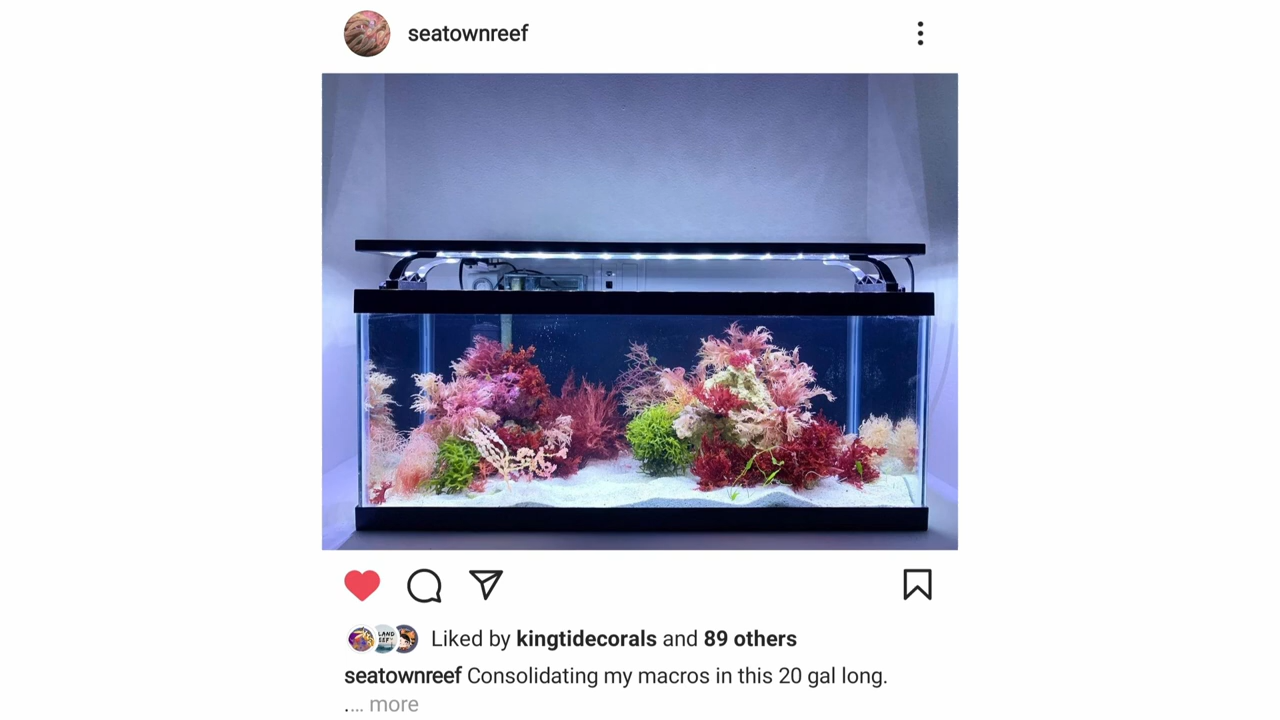 seatownreef
Liked by kingtidecorals and 89 others
seatownreef Consolidating my macros in this 20 gal long.
.... more